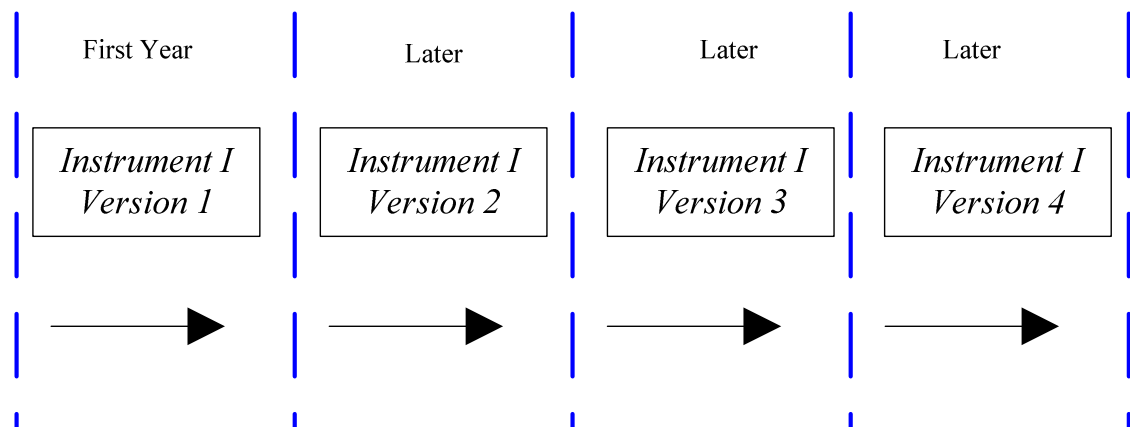 First Year
Later
Later
Later
Instrument I
Version 1
Instrument I
Version 2
Instrument I
Version 3
Instrument I
Version 4